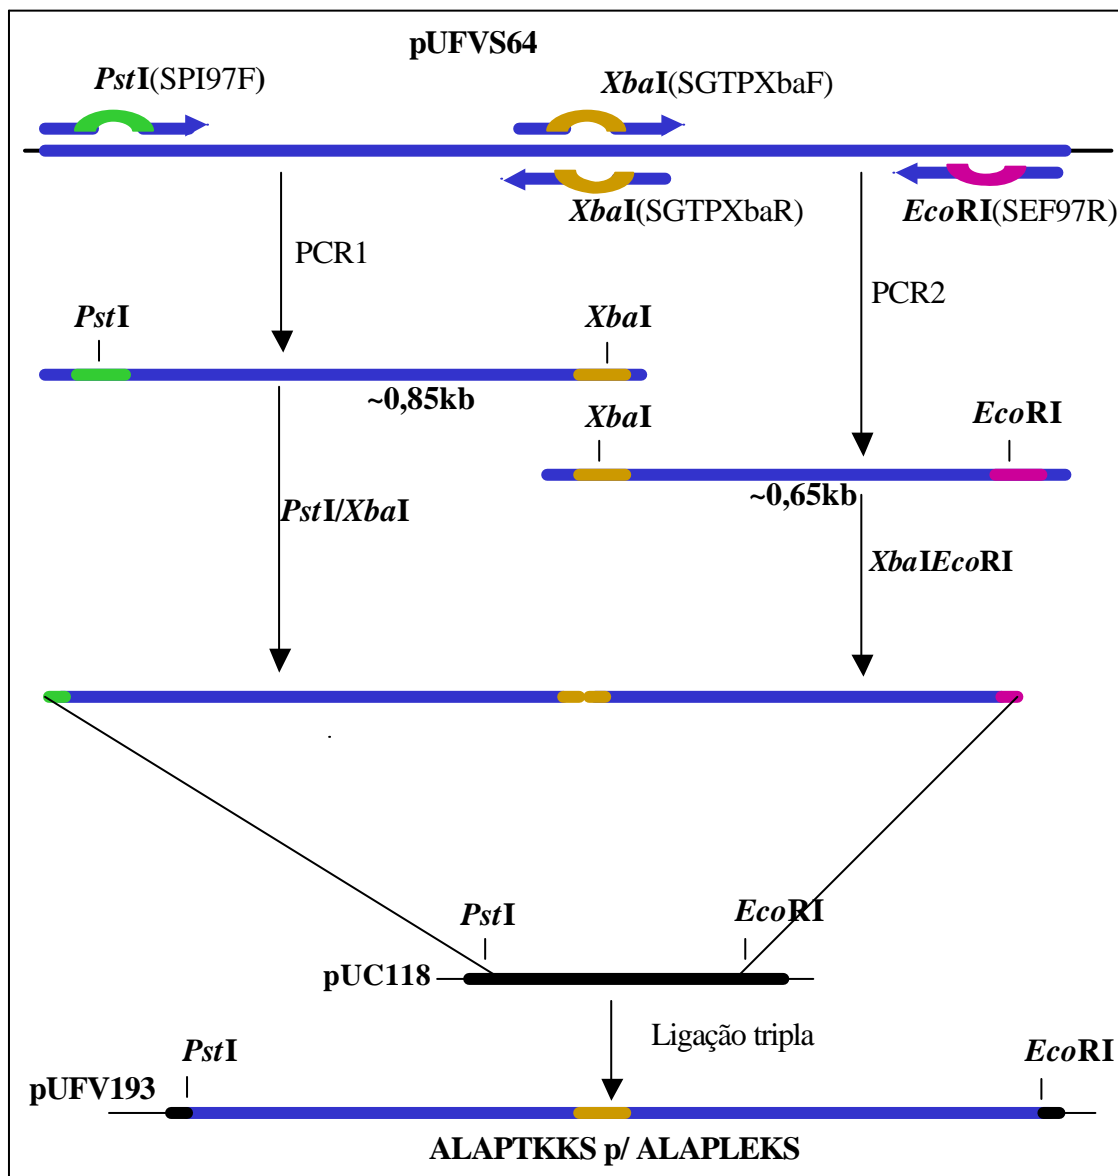 pUFVS64
PstI(SPI97F)
XbaI(SGTPXbaF)
XbaI(SGTPXbaR)
EcoRI(SEF97R)
PCR1
PCR2
PstI
XbaI
~0,85kb
XbaI
EcoRI
~0,65kb
PstI/XbaI
XbaIEcoRI
PstI
EcoRI
pUC118
Ligação tripla
PstI
EcoRI
pUFV193
ALAPTKKS p/ ALAPLEKS